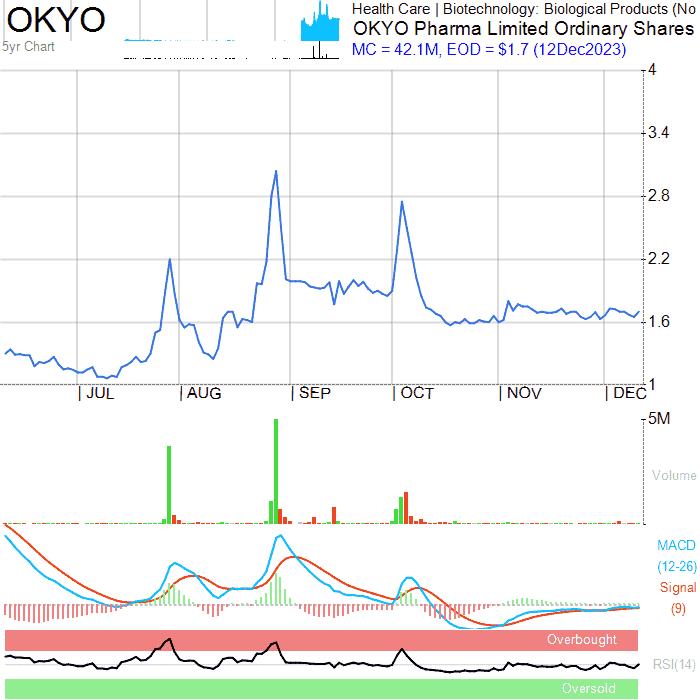 OKYO
5yr Chart
Health Care | Biotechnology: Biological Products (No
OKYO Pharma Limited Ordinary Shares
MC = 42.1M, EOD = $1.7 (12Dec2023)
4
3.4
2.8
2.2
1.6
1
| JUL | AUG | SEP | OCT | NOV | DEC
5M
Volume
MACD
(12-26)
Signal
(9)
Overbought
RSI(14)
Oversold